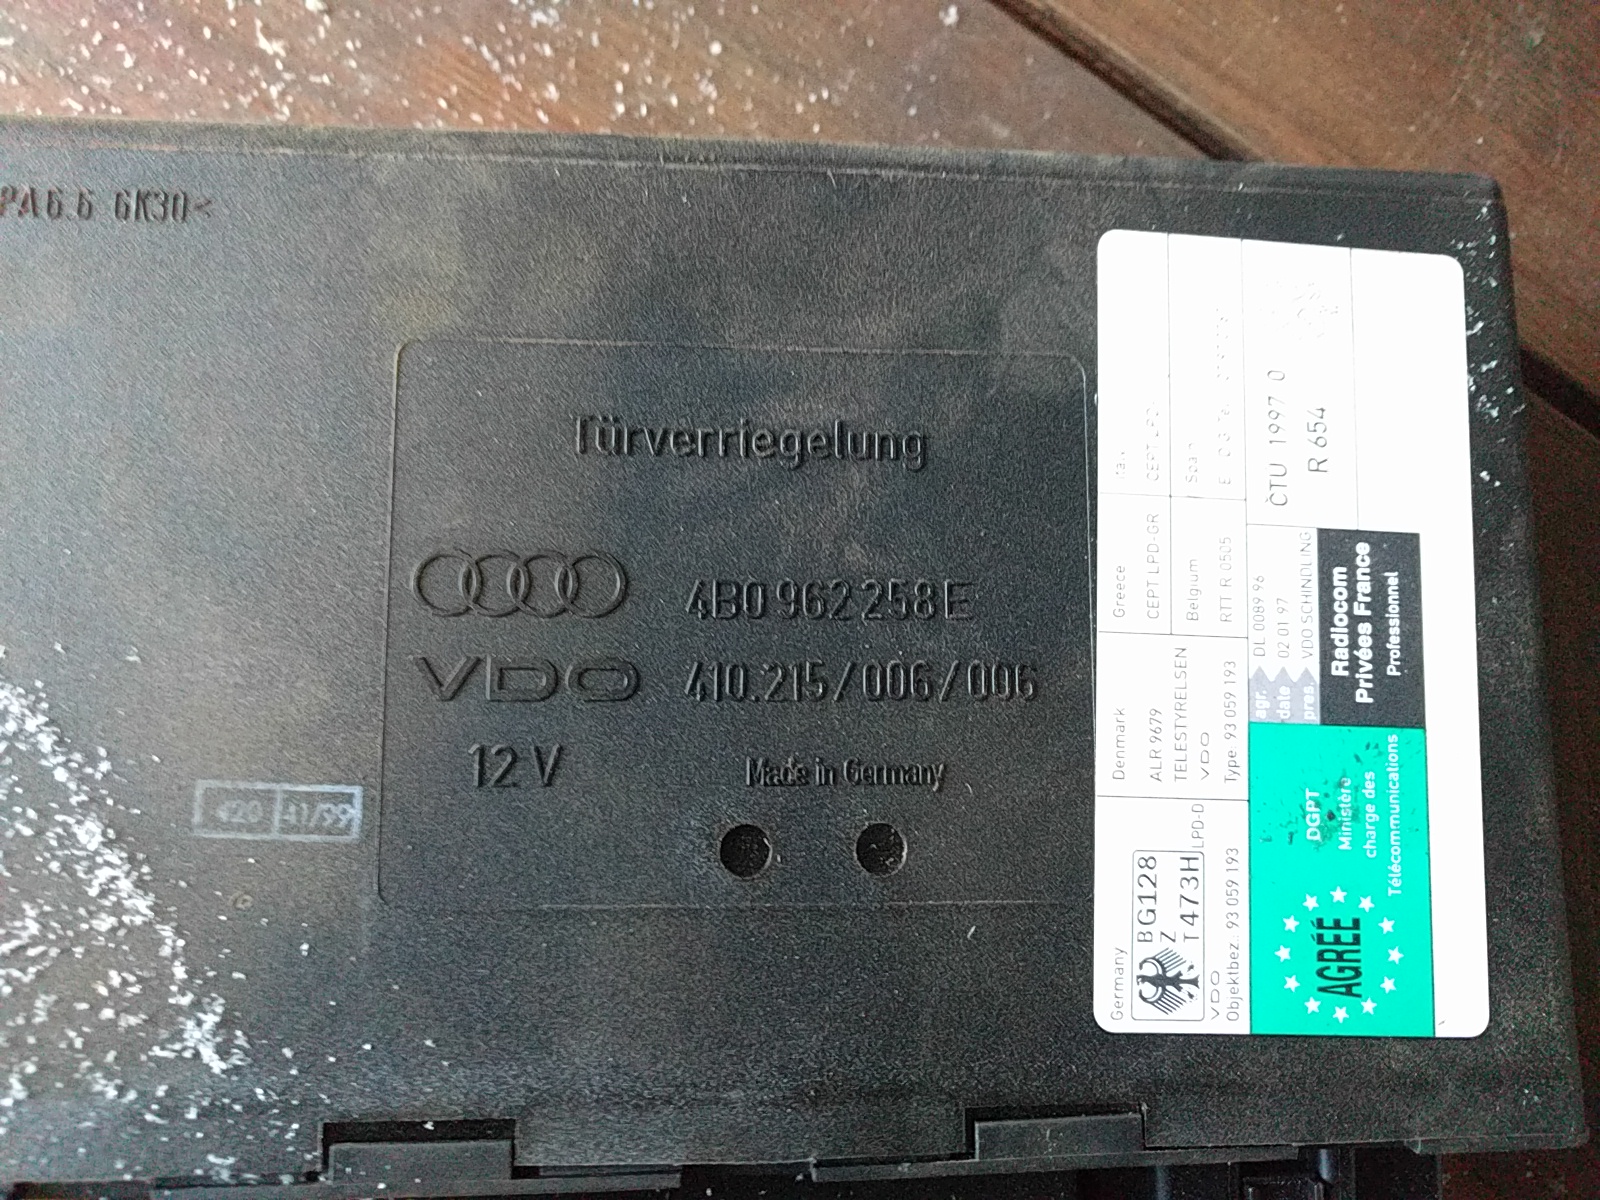 PA6.6 GK30<
Türverriegelung
4B0 962 258 E
VDO 410.215/006/006
12 V
Made in Germany
+20 41/99
Germany
BG128
Z
T473H
LPD-D
VDO
Objektbez.: 93 059 193
Denmark
ALR 9679
TELESTYRELSEN
VDO
Type 93 059 193
Greece
CEPT LPD-GR
Belgium
RTT R 0505
Spain
ČTU 1997 0
R 654
agr. DL 0089 96
date 02 01 97
pres. VDO SCHINDLING
Radiocom
Privées France
Professionnel
AGRÉÉ
DGPT
Ministère
chargé des
Télécommunications